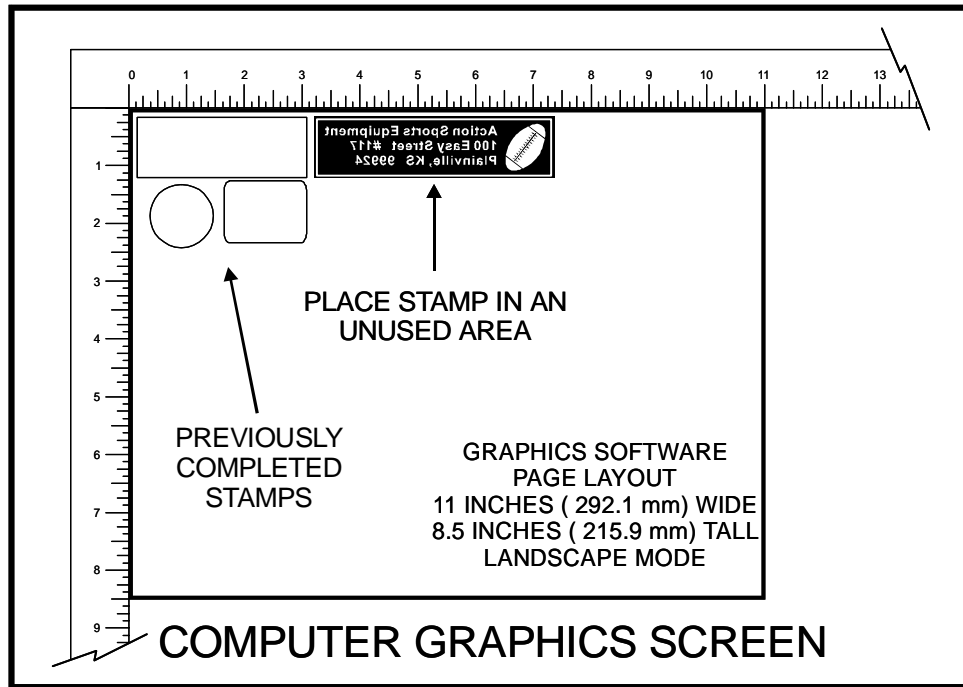 0 1 2 3 4 5 6 7 8 9 10 11 12 13
Action Sports Equipment
100 Easy Street #117
Plainville, KS 99924
1
2
3
4
5
6
7
8
9
PLACE STAMP IN AN
UNUSED AREA
PREVIOUSLY
COMPLETED
STAMPS
GRAPHICS SOFTWARE
PAGE LAYOUT
11 INCHES ( 292.1 mm) WIDE
8.5 INCHES ( 215.9 mm) TALL
LANDSCAPE MODE
COMPUTER GRAPHICS SCREEN